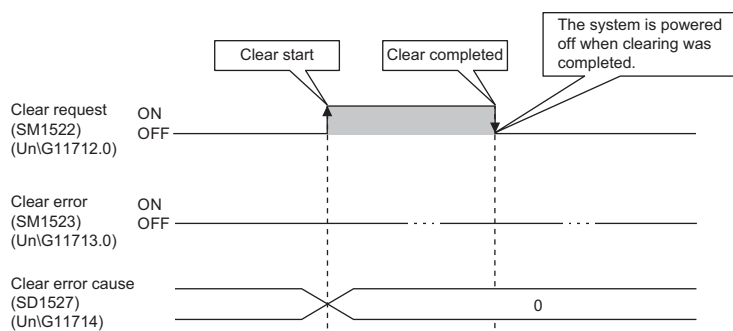 The system is powered
off when clearing was
completed.
Clear start
Clear completed
Clear request
(SM1522)
(Un\G11712.0)
ON
OFF
Clear error
(SM1523)
(Un\G11713.0)
ON
OFF
Clear error cause
(SD1527)
(Un\G11714)
0